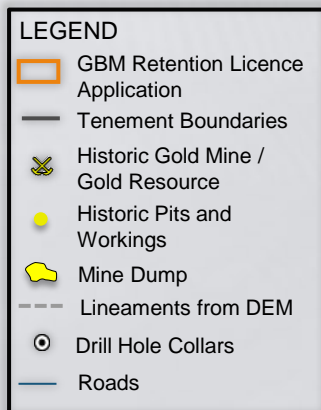 LEGEND
GBM Retention Licence
Application
Tenement Boundaries
Historic Gold Mine /
Gold Resource
Historic Pits and
Workings
Mine Dump
Lineaments from DEM
Drill Hole Collars
Roads